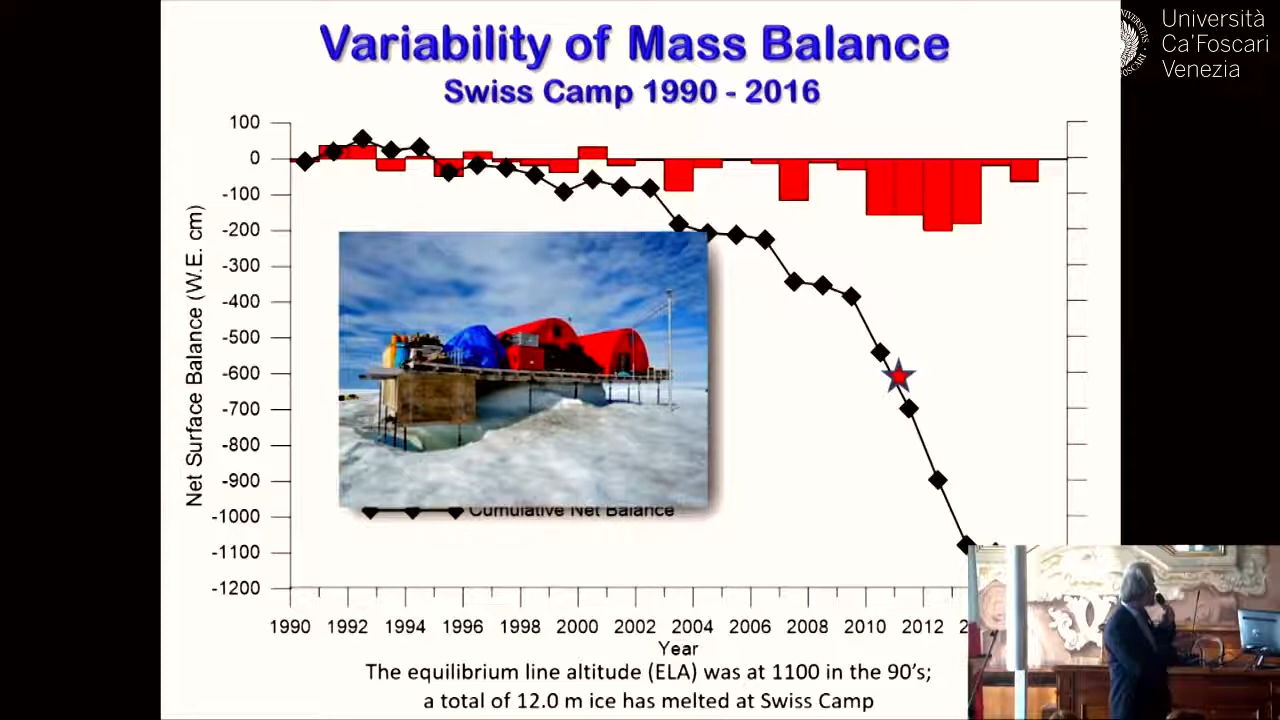 Variability of Mass Balance
Swiss Camp 1990 - 2016
Università
Ca'Foscari
Venezia
100
0
-100
-200
-300
-400
-500
-600
-700
-800
-900
-1000
-1100
-1200
Net Surface Balance (W.E. cm)
Cumulative Net Balance
1990 1992 1994 1996 1998 2000 2002 2004 2006 2008 2010 2012 2
Year
The equilibrium line altitude (ELA) was at 1100 in the 90's;
a total of 12.0 m ice has melted at Swiss Camp